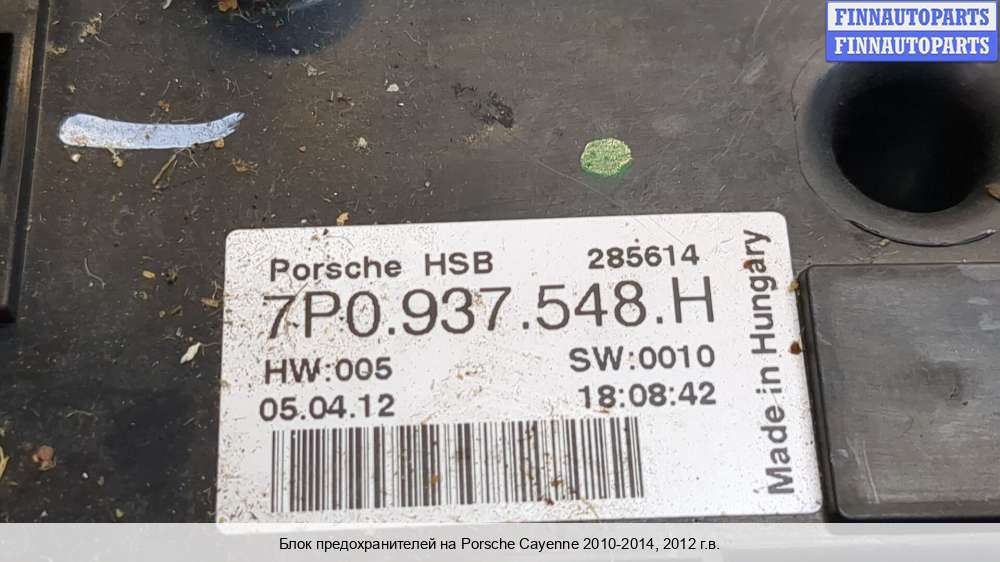 FINNAUTOPARTS
FINNAUTOPARTS
Porsche HSB 285614
7P0.937.548.H
HW:005 SW:0010
05.04.12 18:08:42
Made in Hungary
Блок предохранителей на Porsche Cayenne 2010-2014, 2012 г.в.